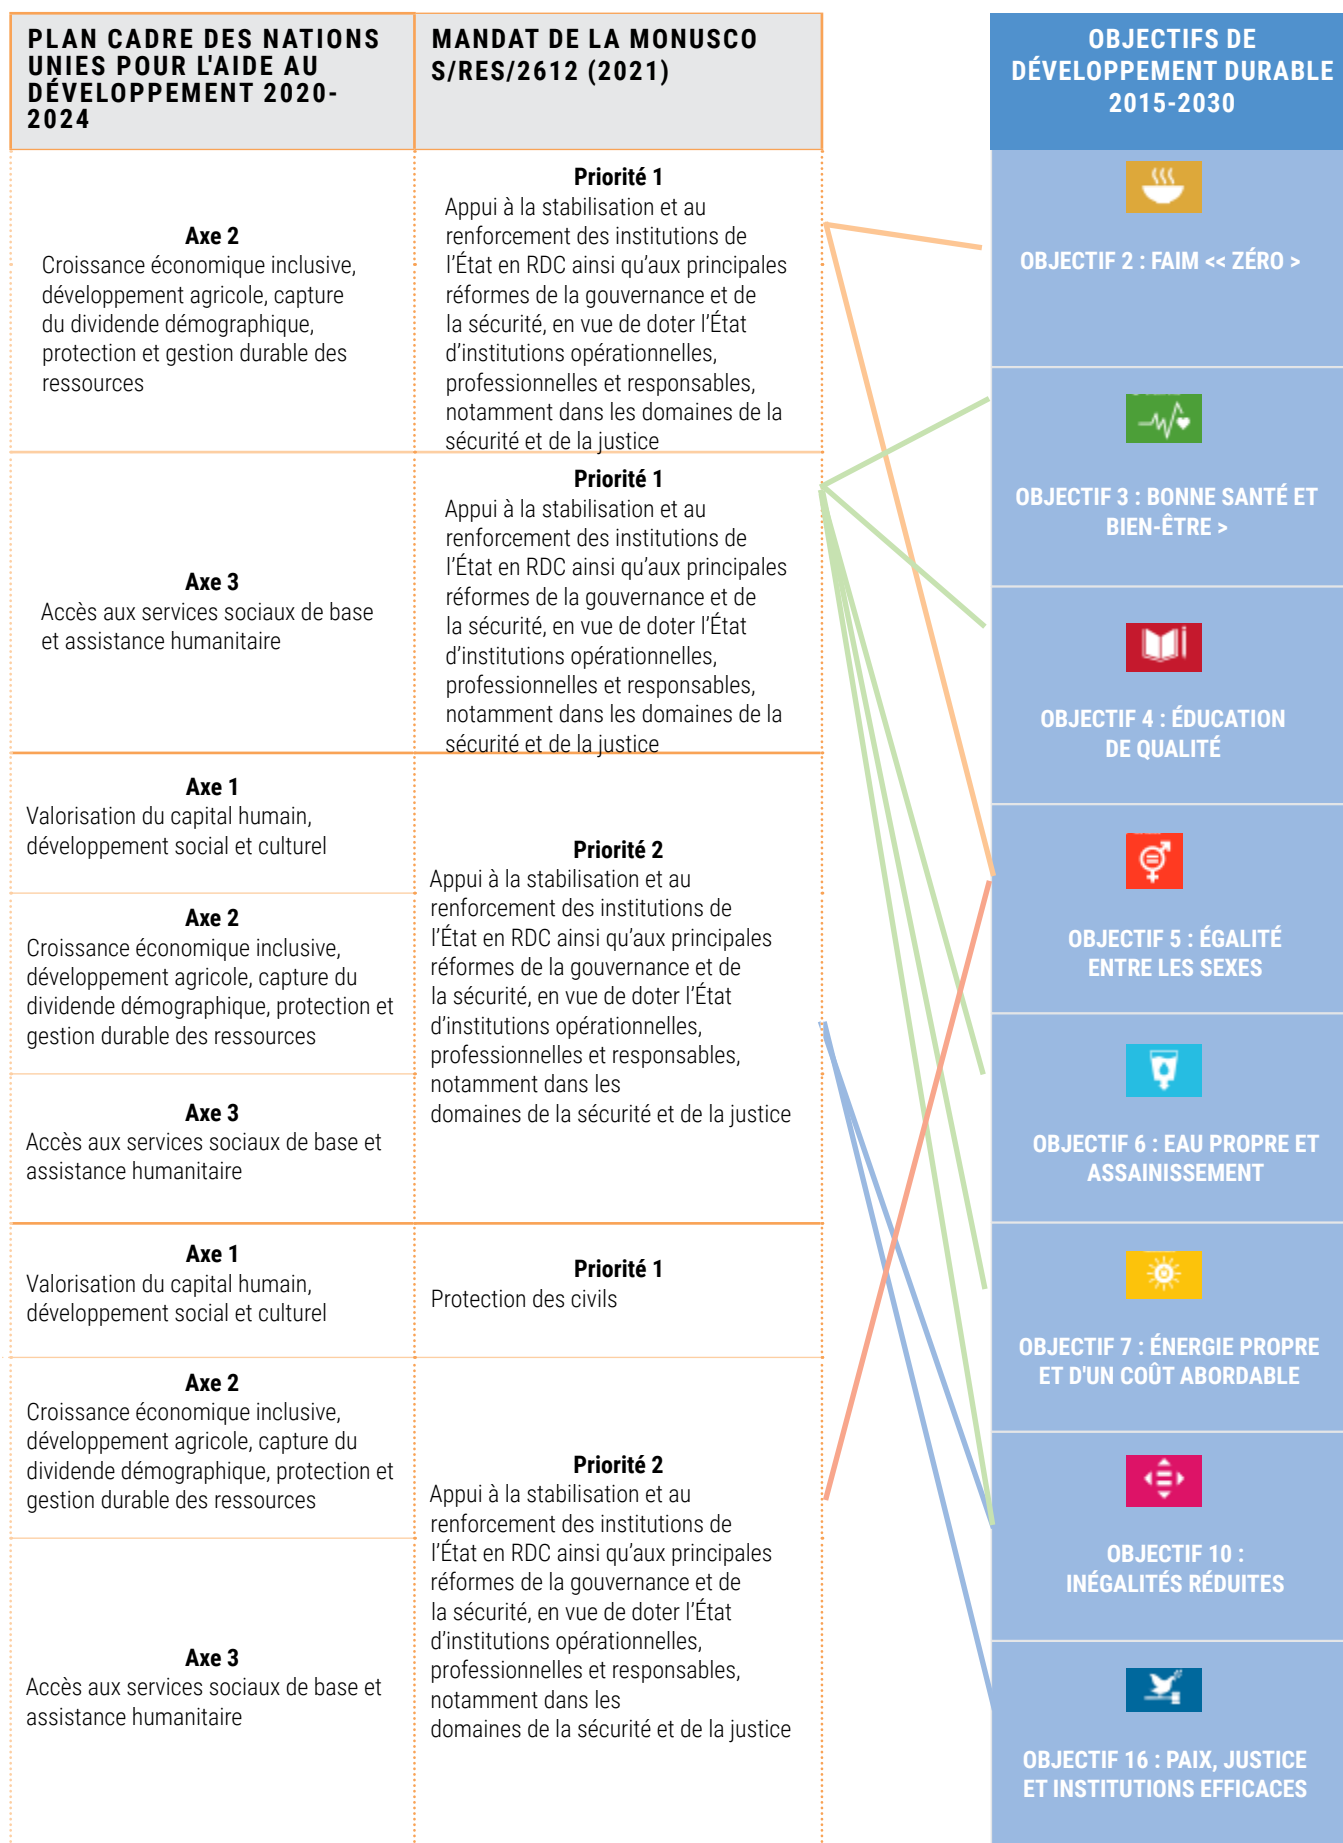 PLAN CADRE DES NATIONS
UNIES POUR L'AIDE AU
DÉVELOPPEMENT 2020-
2024
MANDAT DE LA MONUSCO
S/RES/2612 (2021)
OBJECTIFS DE
DÉVELOPPEMENT DURABLE
2015-2030
Axe 2
Croissance économique inclusive,
développement agricole, capture
du dividende démographique,
protection et gestion durable des
ressources
Priorité 1
Appui à la stabilisation et au
renforcement des institutions de
l'État en RDC ainsi qu'aux principales
réformes de la gouvernance et de
la sécurité, en vue de doter l'État
d'institutions opérationnelles,
professionnelles et responsables,
notamment dans les domaines de la
sécurité et de la justice
Axe 3
Accès aux services sociaux de base
et assistance humanitaire
Priorité 1
Appui à la stabilisation et au
renforcement des institutions de
l'État en RDC ainsi qu'aux principales
réformes de la gouvernance et de
la sécurité, en vue de doter l'État
d'institutions opérationnelles,
professionnelles et responsables,
notamment dans les domaines de la
sécurité et de la justice
Axe 1
Valorisation du capital humain,
développement social et culturel
Axe 2
Croissance économique inclusive,
développement agricole, capture du
dividende démographique, protection et
gestion durable des ressources
Axe 3
Accès aux services sociaux de base et
assistance humanitaire
Priorité 2
Appui à la stabilisation et au
renforcement des institutions de
l'État en RDC ainsi qu'aux principales
réformes de la gouvernance et de
la sécurité, en vue de doter l'État
d'institutions opérationnelles,
professionnelles et responsables,
notamment dans les
domaines de la sécurité et de la justice
Axe 1
Valorisation du capital humain,
développement social et culturel
Priorité 1
Protection des civils
Axe 2
Croissance économique inclusive,
développement agricole, capture du
dividende démographique, protection et
gestion durable des ressources
Axe 3
Accès aux services sociaux de base et
assistance humanitaire
Priorité 2
Appui à la stabilisation et au
renforcement des institutions de
l'État en RDC ainsi qu'aux principales
réformes de la gouvernance et de
la sécurité, en vue de doter l'État
d'institutions opérationnelles,
professionnelles et responsables,
notamment dans les
domaines de la sécurité et de la justice
OBJECTIF 2 : FAIM << ZÉRO >
OBJECTIF 3 : BONNE SANTÉ ET
BIEN-ÊTRE >
OBJECTIF 4 : ÉDUCATION
DE QUALITÉ
OBJECTIF 5 : ÉGALITÉ
ENTRE LES SEXES
OBJECTIF 6 : EAU PROPRE ET
ASSAINISSEMENT
OBJECTIF 7 : ÉNERGIE PROPRE
ET D'UN COÛT ABORDABLE
OBJECTIF 10 :
INÉGALITÉS RÉDUITES
OBJECTIF 16 : PAIX, JUSTICE
ET INSTITUTIONS EFFICACES